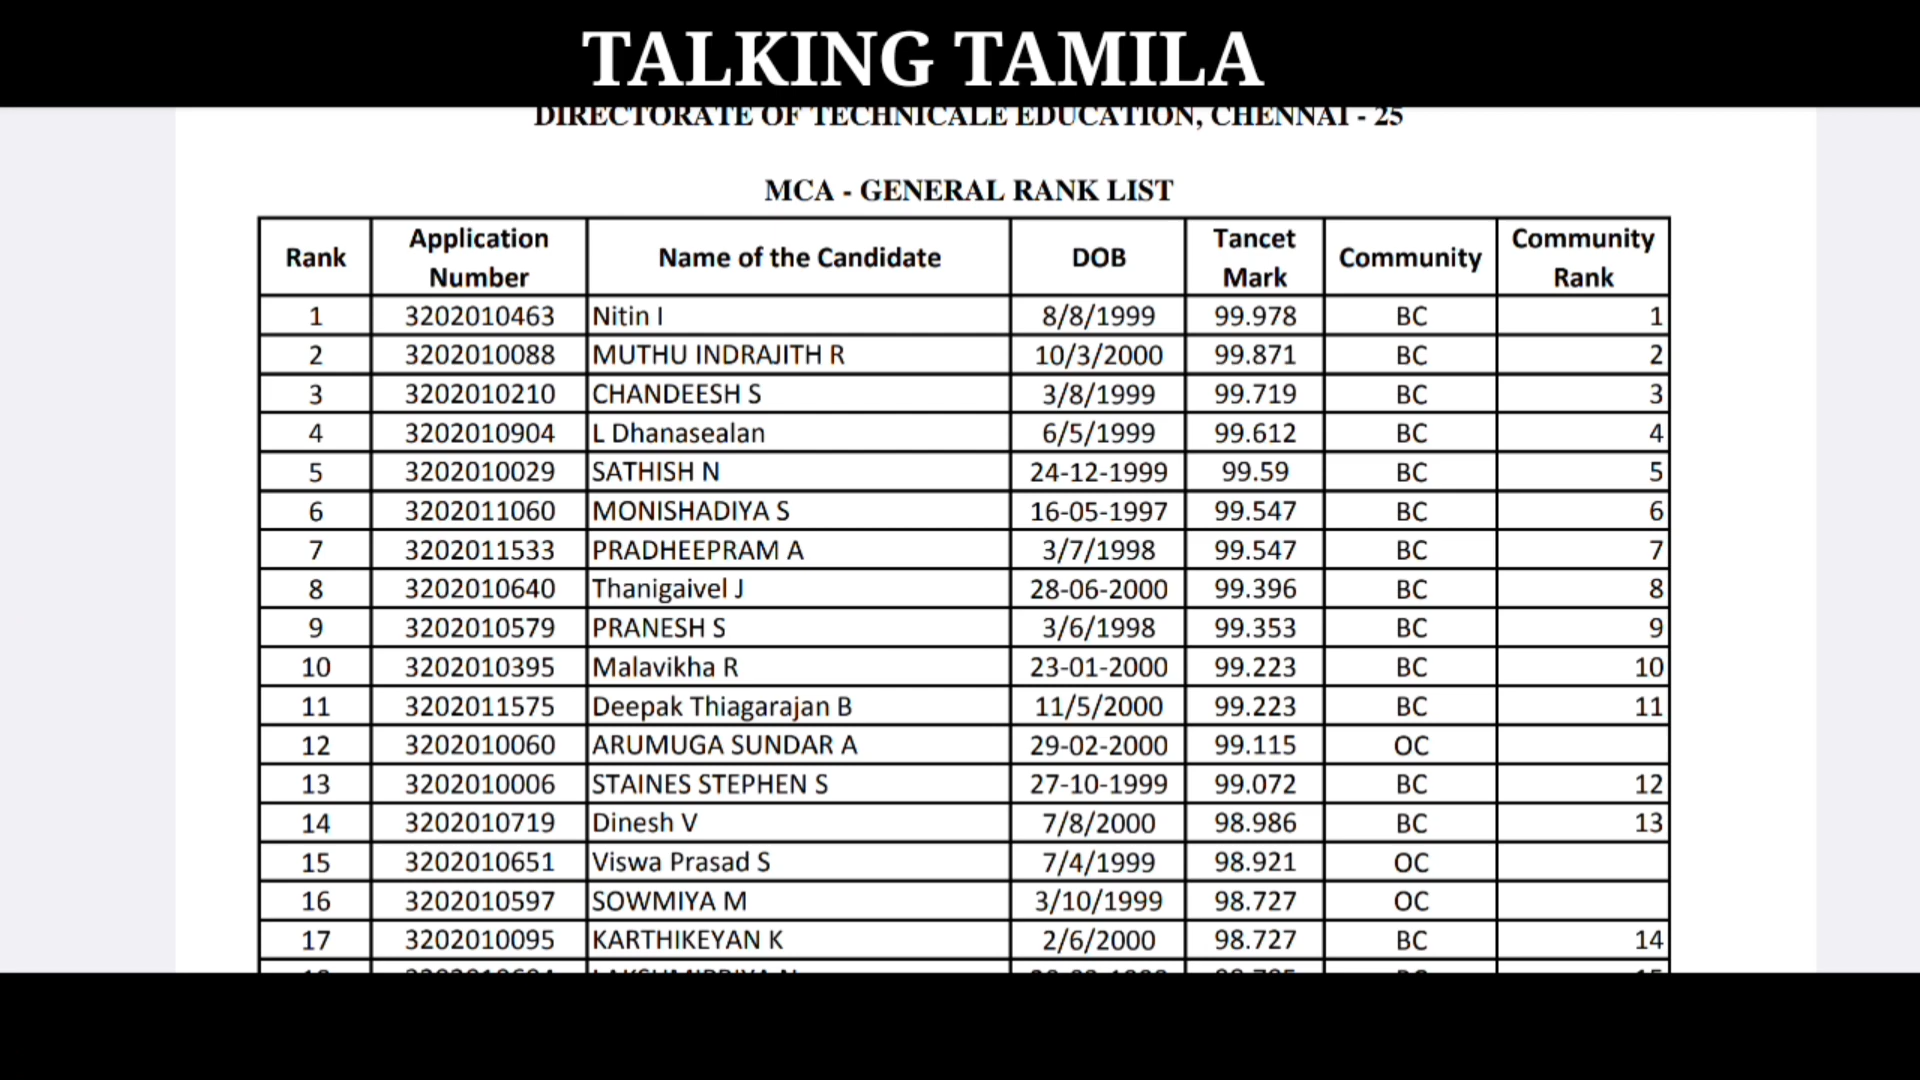 TALKING TAMILA
DIRECTORATE OF TECHNICALE EDUCATION, CHENNAI - 25
MCA - GENERAL RANK LIST
Rank Application Number Name of the Candidate DOB Tancet Mark Community Community Rank
1 3202010463 Nitin I 8/8/1999 99.978 BC 1
2 3202010088 MUTHU INDRAJITH R 10/3/2000 99.871 BC 2
3 3202010210 CHANDEESH S 3/8/1999 99.719 BC 3
4 3202010904 L Dhanasealan 6/5/1999 99.612 BC 4
5 3202010029 SATHISH N 24-12-1999 99.59 BC 5
6 3202011060 MONISHADIYA S 16-05-1997 99.547 BC 6
7 3202011533 PRADHEEPRAM A 3/7/1998 99.547 BC 7
8 3202010640 Thanigaivel J 28-06-2000 99.396 BC 8
9 3202010579 PRANESH S 3/6/1998 99.353 BC 9
10 3202010395 Malavikha R 23-01-2000 99.223 BC 10
11 3202011575 Deepak Thiagarajan B 11/5/2000 99.223 BC 11
12 3202010060 ARUMUGA SUNDAR A 29-02-2000 99.115 OC
13 3202010006 STAINES STEPHEN S 27-10-1999 99.072 BC 12
14 3202010719 Dinesh V 7/8/2000 98.986 BC 13
15 3202010651 Viswa Prasad S 7/4/1999 98.921 OC
16 3202010597 SOWMIYA M 3/10/1999 98.727 OC
17 3202010095 KARTHIKEYAN K 2/6/2000 98.727 BC 14